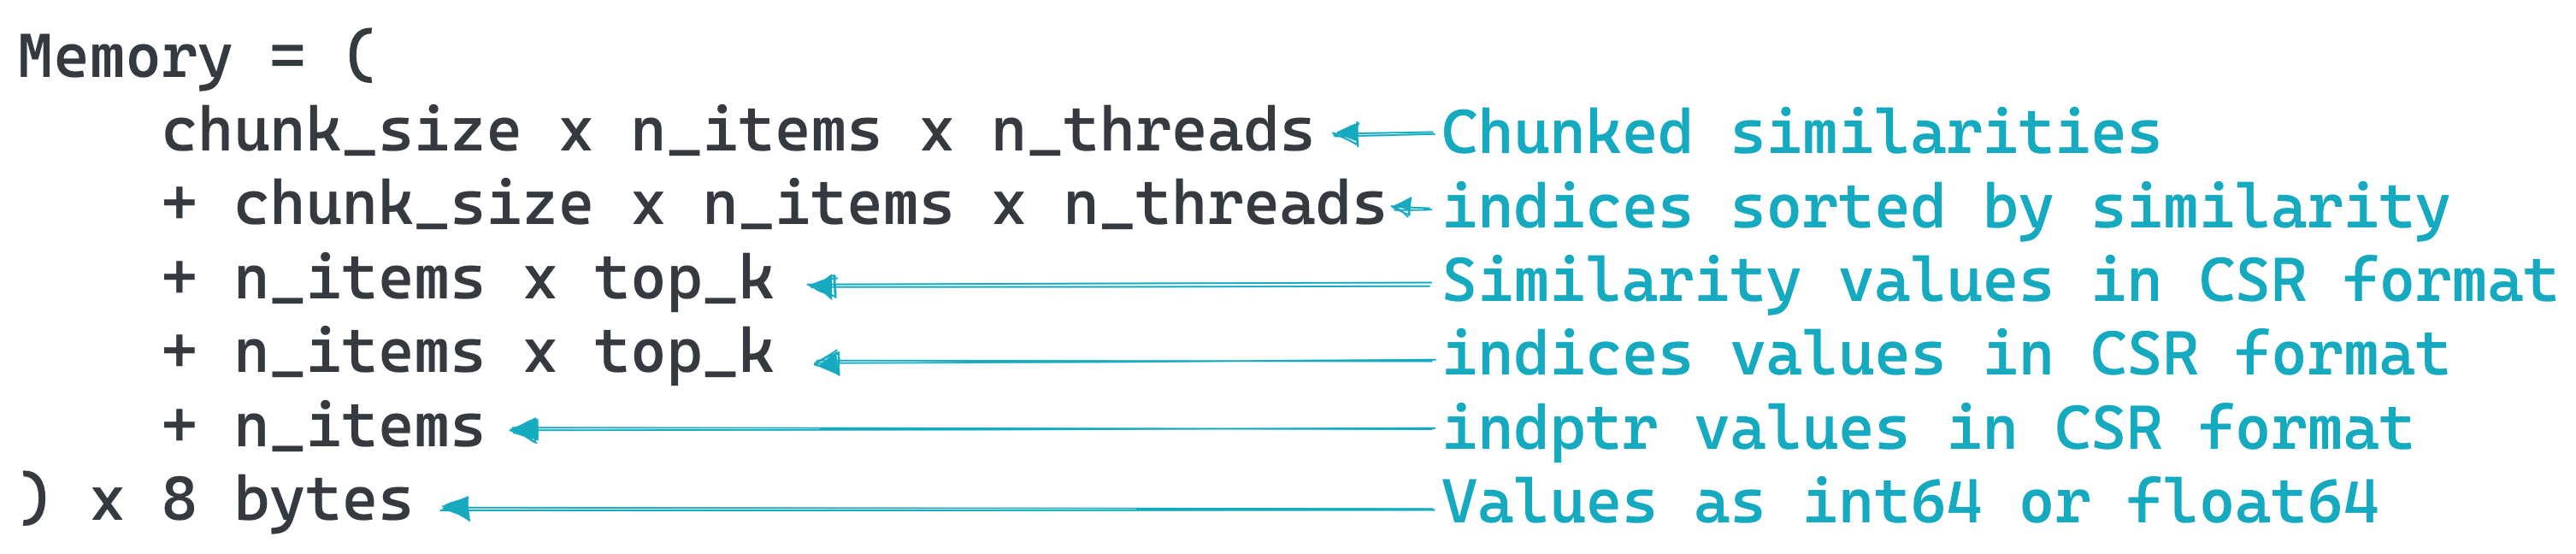 Memory = (
chunk_size x n_items x n_threads Chunked similarities
+ chunk_size x n_items x n_threads indices sorted by similarity
+ n_items x top_k Similarity values in CSR format
+ n_items x top_k indices values in CSR format
+ n_items indptr values in CSR format
) x 8 bytes Values as int64 or float64